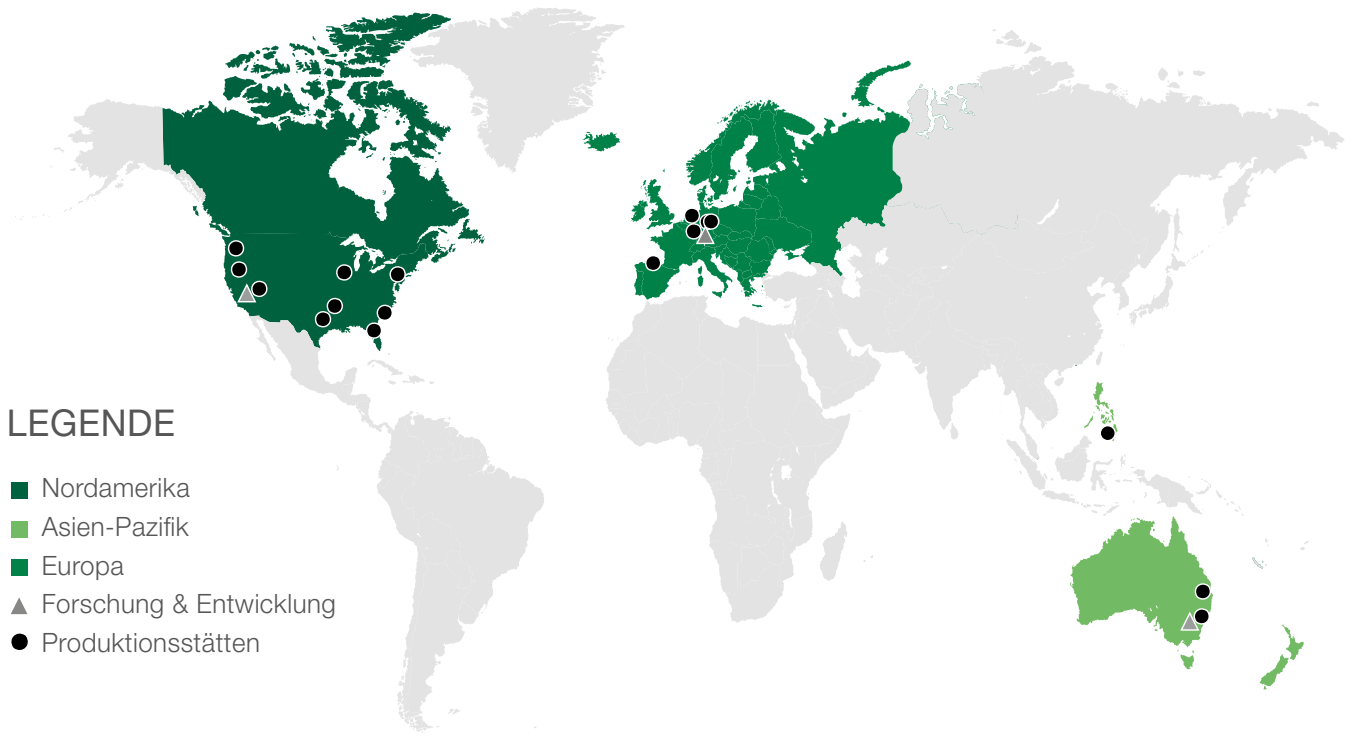 LEGENDE
Nordamerika
Asien-Pazifik
Europa
Forschung & Entwicklung
Produktionsstätten